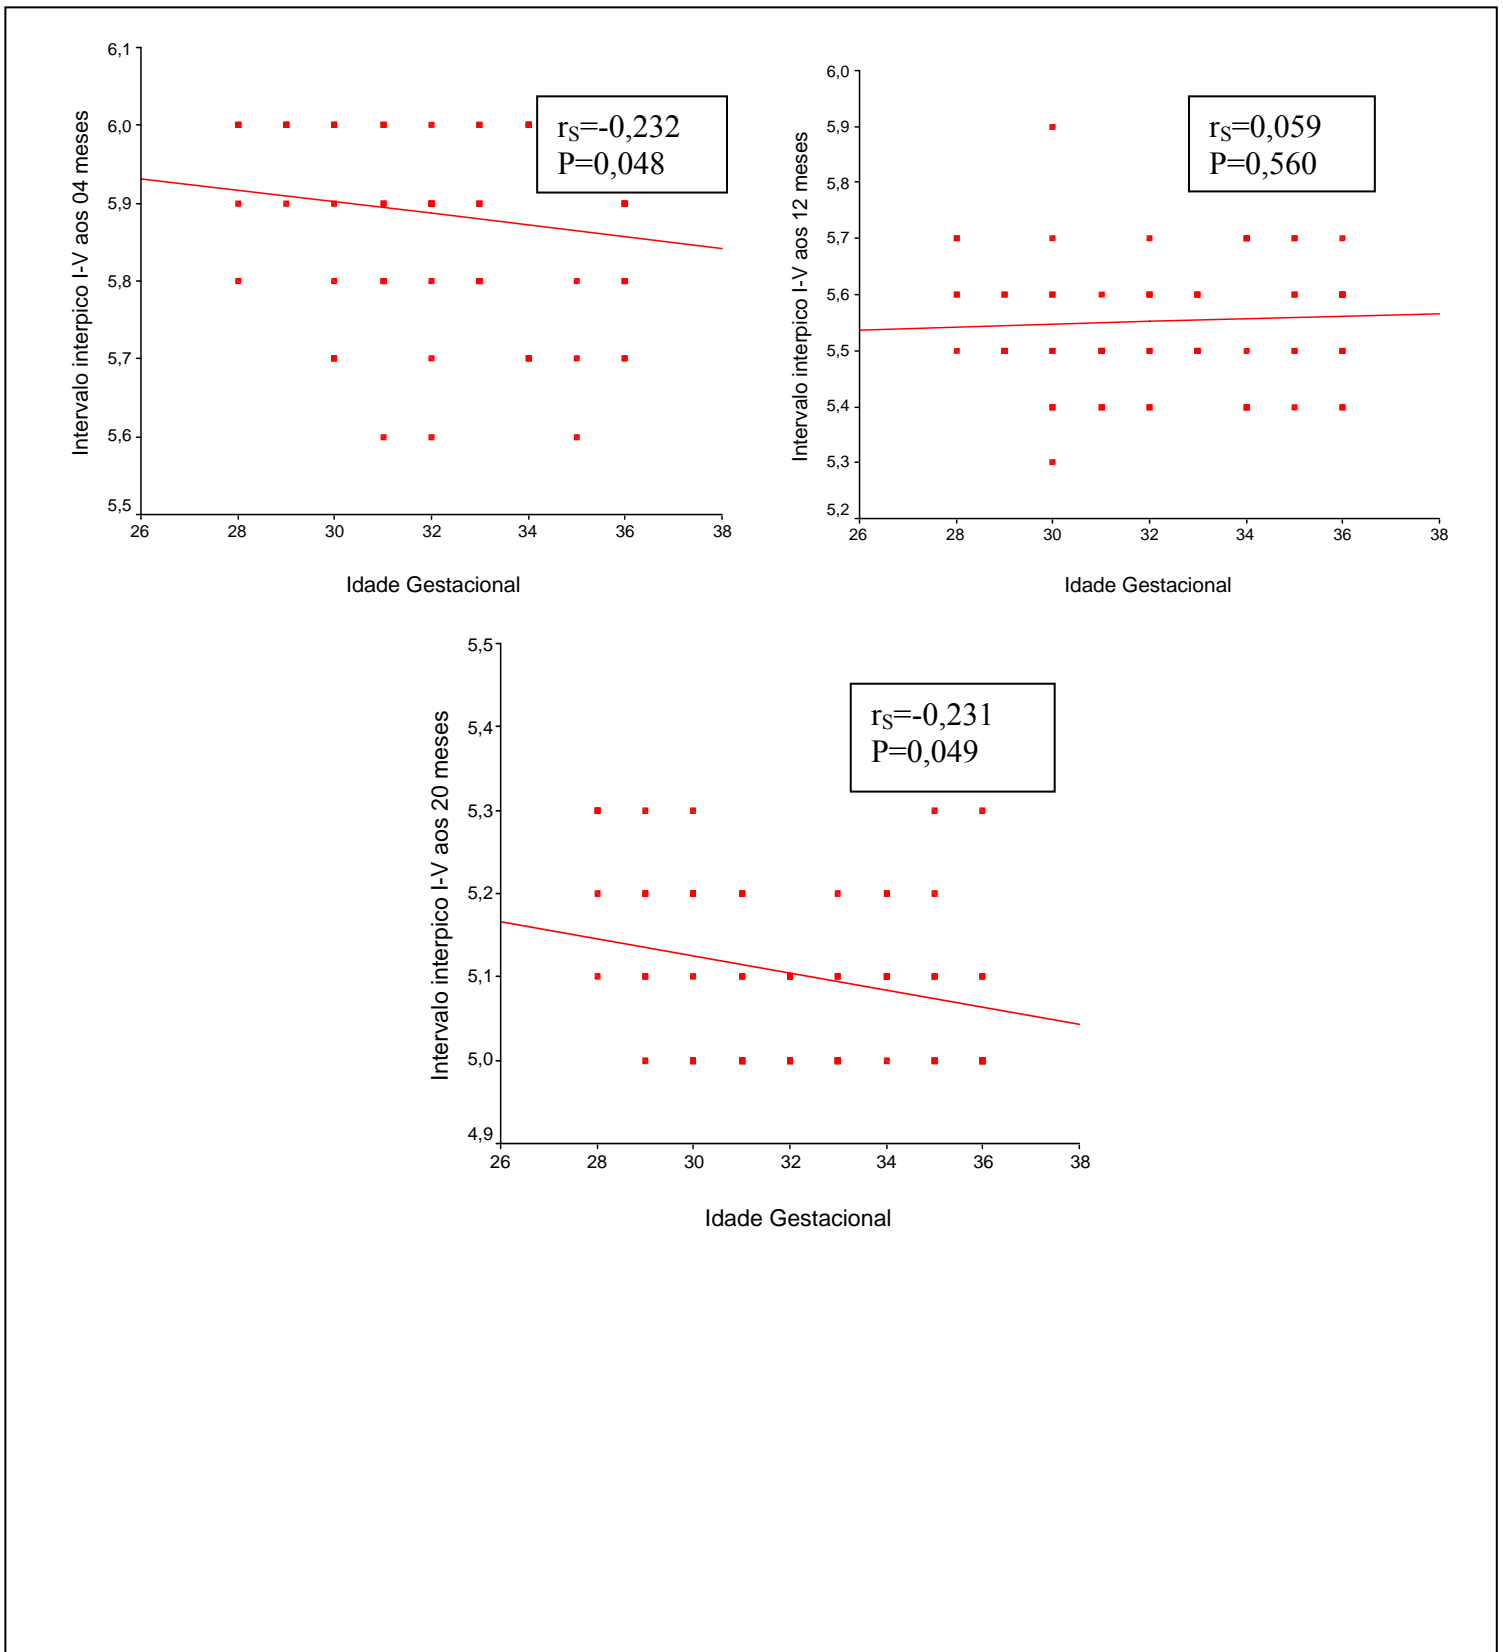 6,1
6,0
5,9
5,8
5,7
5,6
5,5
26 28 30 32 34 36 38
Intervalo interpico I-V aos 04 meses
Idade Gestacional
rS=-0,232
P=0,048
6,0
5,9
5,8
5,7
5,6
5,5
5,4
5,3
5,2
26 28 30 32 34 36 38
Intervalo interpico I-V aos 12 meses
Idade Gestacional
rS=0,059
P=0,560
5,5
5,4
5,3
5,2
5,1
5,0
4,9
26 28 30 32 34 36 38
Intervalo interpico I-V aos 20 meses
Idade Gestacional
rS=-0,231
P=0,049